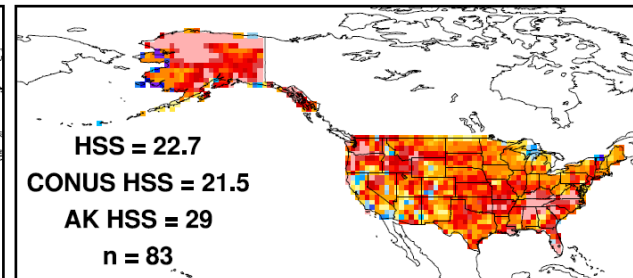 HSS = 22.7
CONUS HSS = 21.5
AK HSS = 29
n = 83